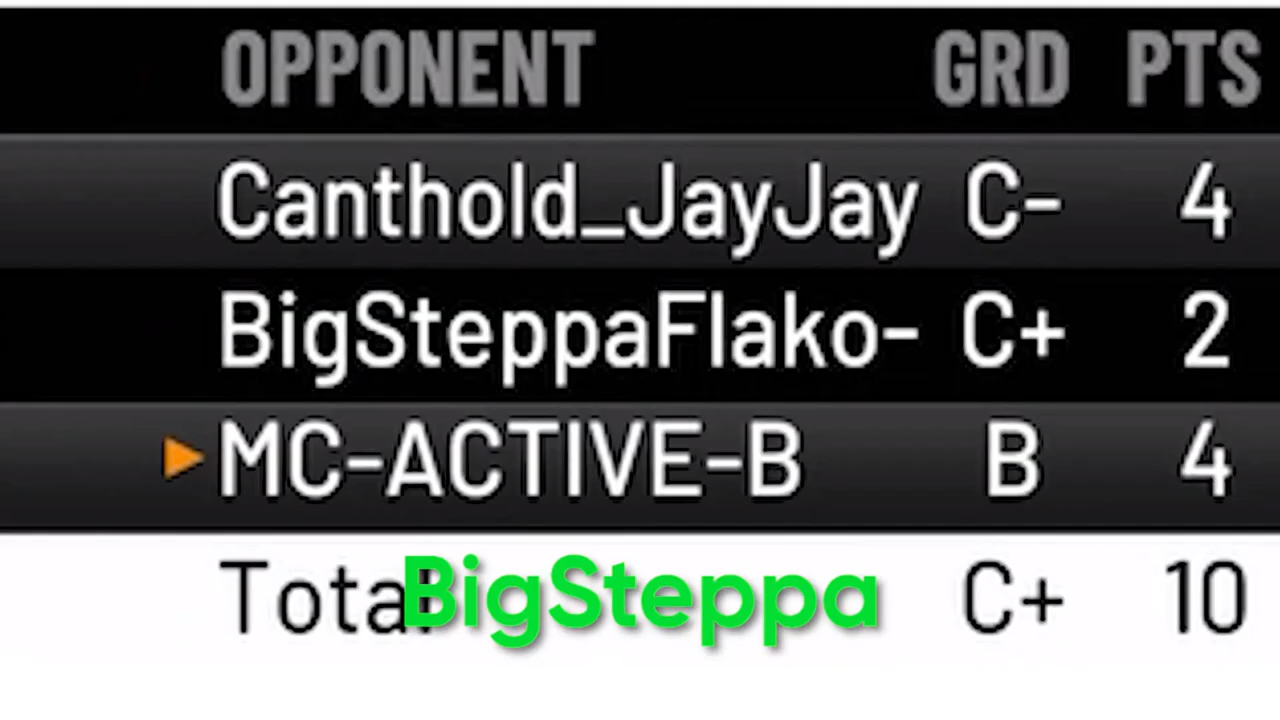 OPPONENT GRD PTS
Canthold_JayJay C- 4
BigSteppaFlako- C+ 2
MC-ACTIVE-B B 4
Total C+ 10
BigSteppa